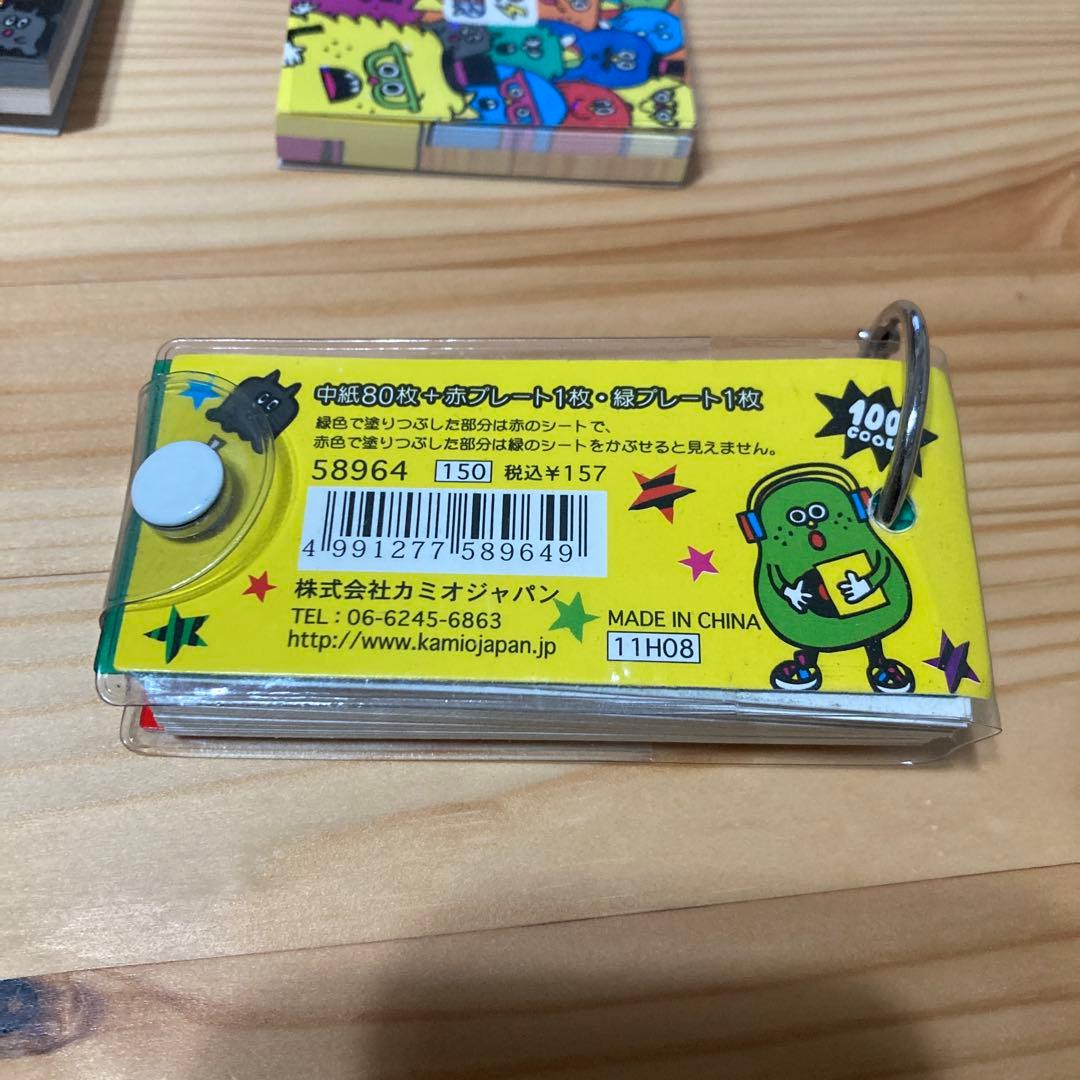 中紙80枚+赤プレート1枚・緑プレート1枚
緑色で塗りつぶした部分は赤のシートで、
赤色で塗りつぶした部分は緑のシートをかぶせると見えません。
58964 150 税込¥157
4 991277 589649
株式会社カミオジャパン
TEL : 06-6245-6863
http://www.kamiojapan.jp
MADE IN CHINA
11H08
100
COOL